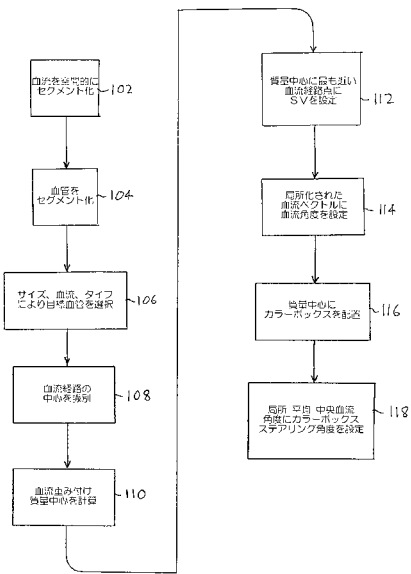 血流を空間的に
セグメント化
102
血管を
セグメント化
104
サイズ、血流、タイプ
により目標血管を選択
106
血流経路の
中心を識別
108
血流重み付け
質量中心を計算
110
質量中心に最も近い
血流経路点に
SVを設定
112
局所化された
血流ベクトルに
血流角度を設定
114
質量中心に
カラーボックスを配置
116
局所 平均 中央血流
角度にカラーボックス
ステアリング角度を設定
118